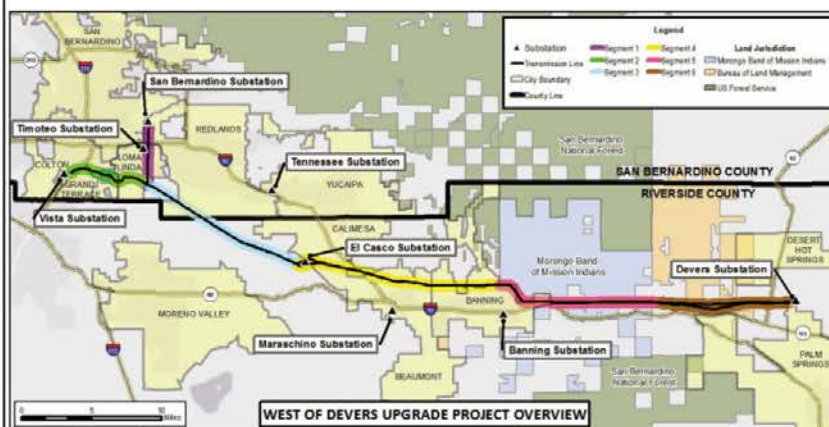 Legend
Substation
Transmission Line
City Boundary
County Line
Segment 1
Segment 2
Segment 3
Segment 4
Segment 5
Segment 6
Land Jurisdiction
Morongo Band of Mission Indians
Bureau of Land Management
US Forest Service
SAN
BERNARDINO
San Bernardino Substation
Timoteo Substation
REDLANDS
LOMA
LINDA
COLTON
GRAND
TERRACE
Tennessee Substation
YUCAIPA
San Bernardino
National Forest
SAN BERNARDINO COUNTY
RIVERSIDE COUNTY
Vista Substation
CALIMESA
El Casco Substation
Morongo Band
of Mission Indians
DESERT
HOT
SPRINGS
Devers Substation
MORENO VALLEY
BANNING
Maraschino Substation
Banning Substation
BEAUMONT
San Bernardino
National Forest
PALM
SPRINGS
0 5 10
Miles
WEST OF DEVERS UPGRADE PROJECT OVERVIEW